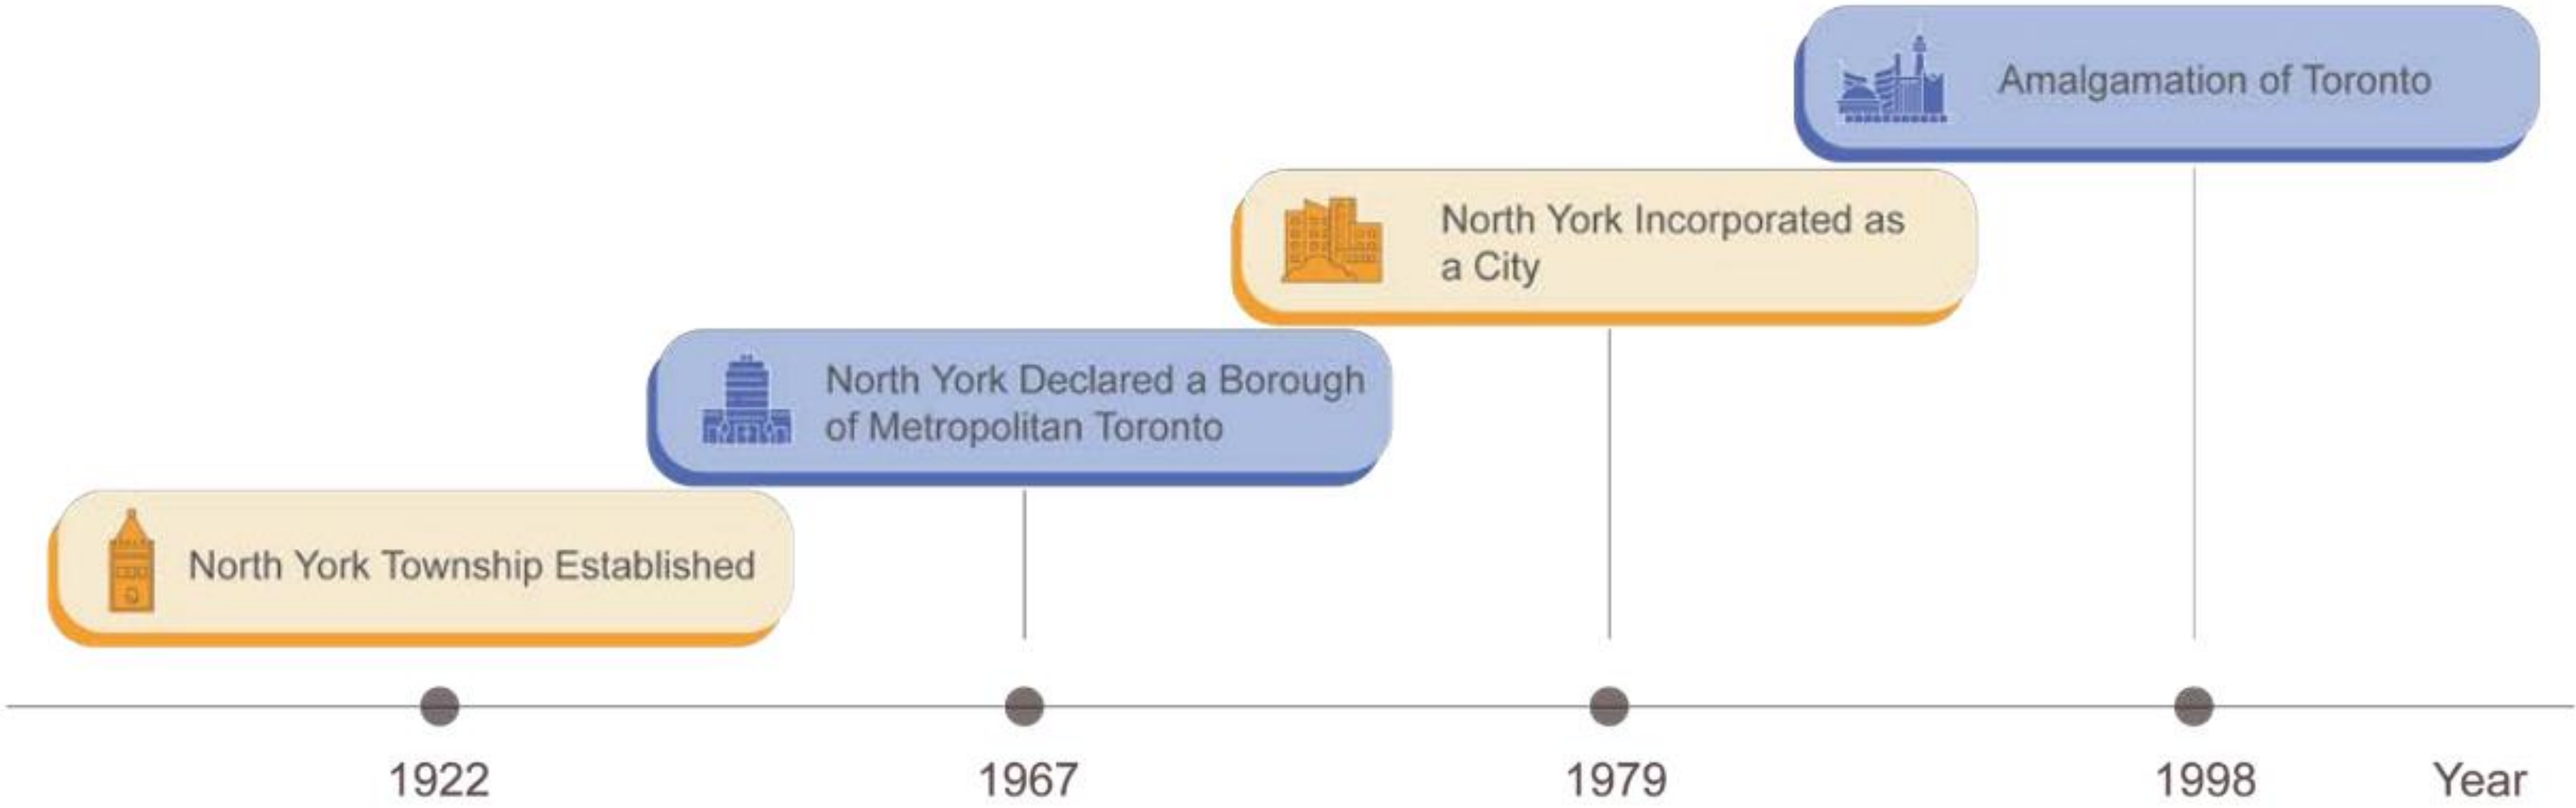 Amalgamation of Toronto
North York Incorporated as
a City
North York Declared a Borough
of Metropolitan Toronto
North York Township Established
1922 1967 1979 1998 Year